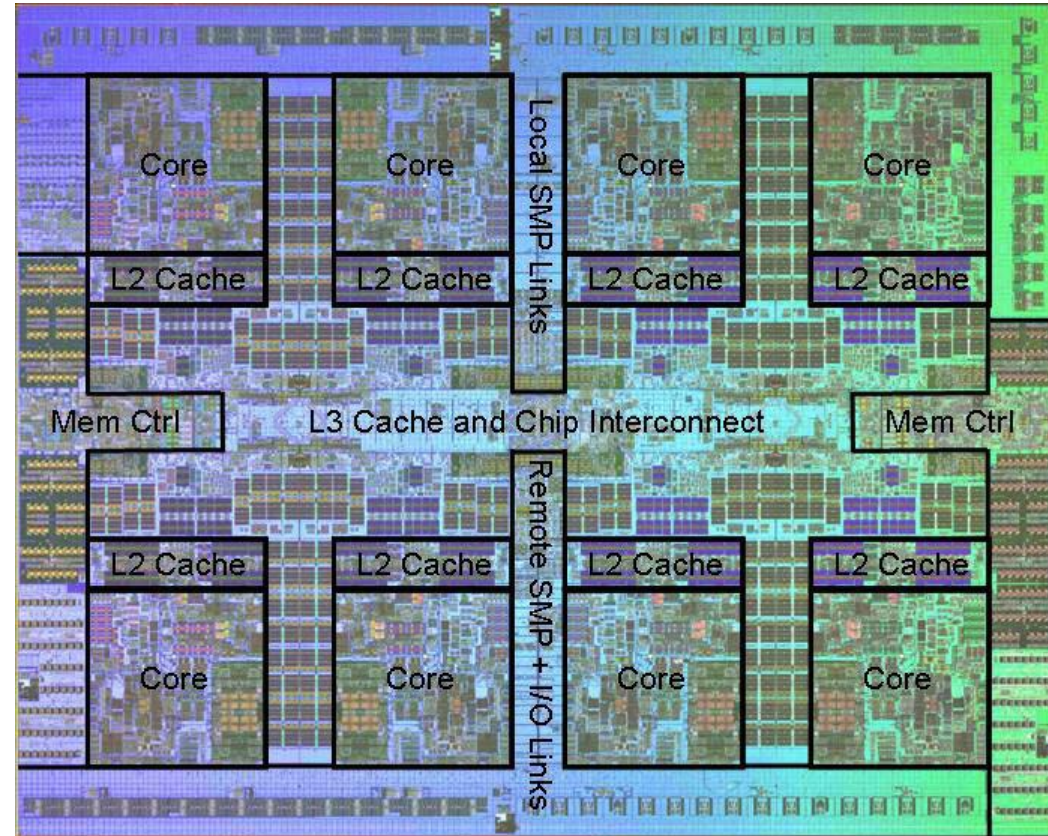 Core
Core
Core
Core
Local SMP Links
L2 Cache
L2 Cache
L2 Cache
L2 Cache
Mem Ctrl
L3 Cache and Chip Interconnect
Mem Ctrl
Remote SMP + I/O Links
L2 Cache
L2 Cache
L2 Cache
L2 Cache
Core
Core
Core
Core